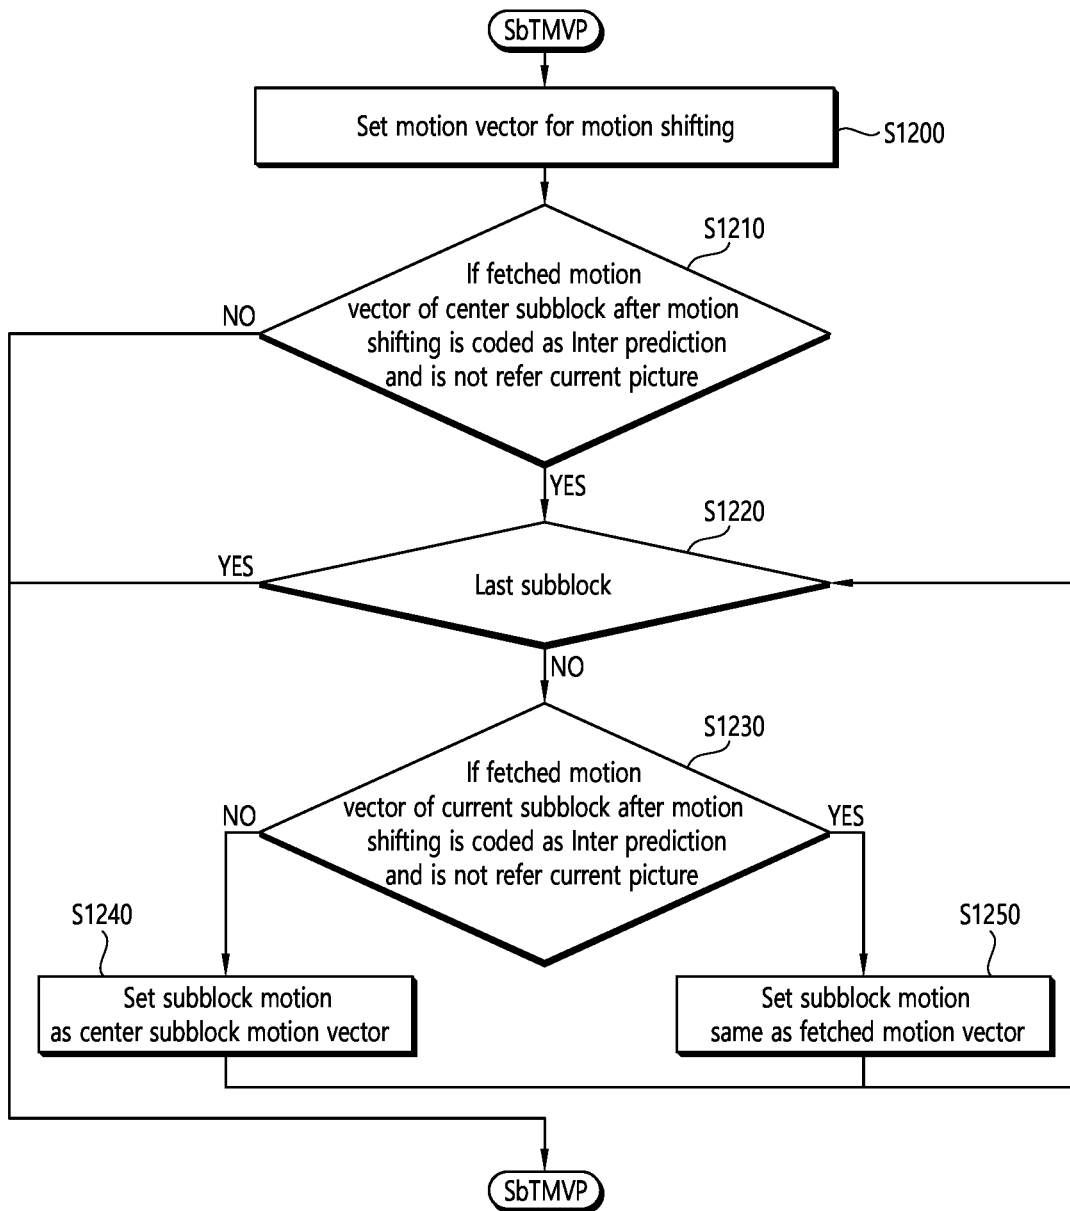 SbTMVP
Set motion vector for motion shifting
S1200
S1210
If fetched motion
vector of center subblock after motion
shifting is coded as Inter prediction
and is not refer current picture
NO
YES
S1220
YES
Last subblock
NO
S1230
If fetched motion
vector of current subblock after motion
shifting is coded as Inter prediction
and is not refer current picture
NO
YES
S1240
S1250
Set subblock motion
as center subblock motion vector
Set subblock motion
same as fetched motion vector
SbTMVP